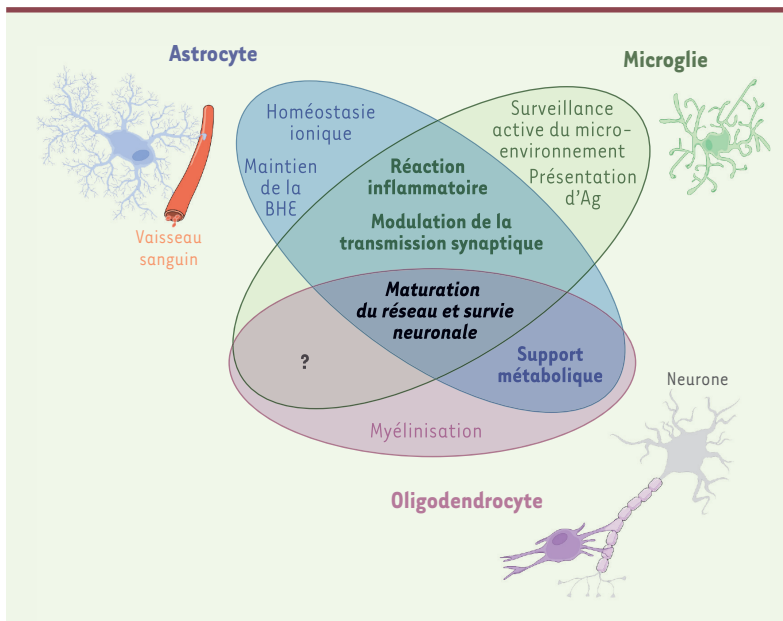 Astrocyte
Microglie
Homéostasie
ionique
Maintien
de la
BHE
Vaisseau
sanguin
Surveillance
active du micro-
environnement
Présentation
d'Ag
Réaction
inflammatoire
Modulation de la
transmission synaptique
Maturation
du réseau et survie
neuronale
?
Support
métabolique
Myélinisation
Neurone
Oligodendrocyte